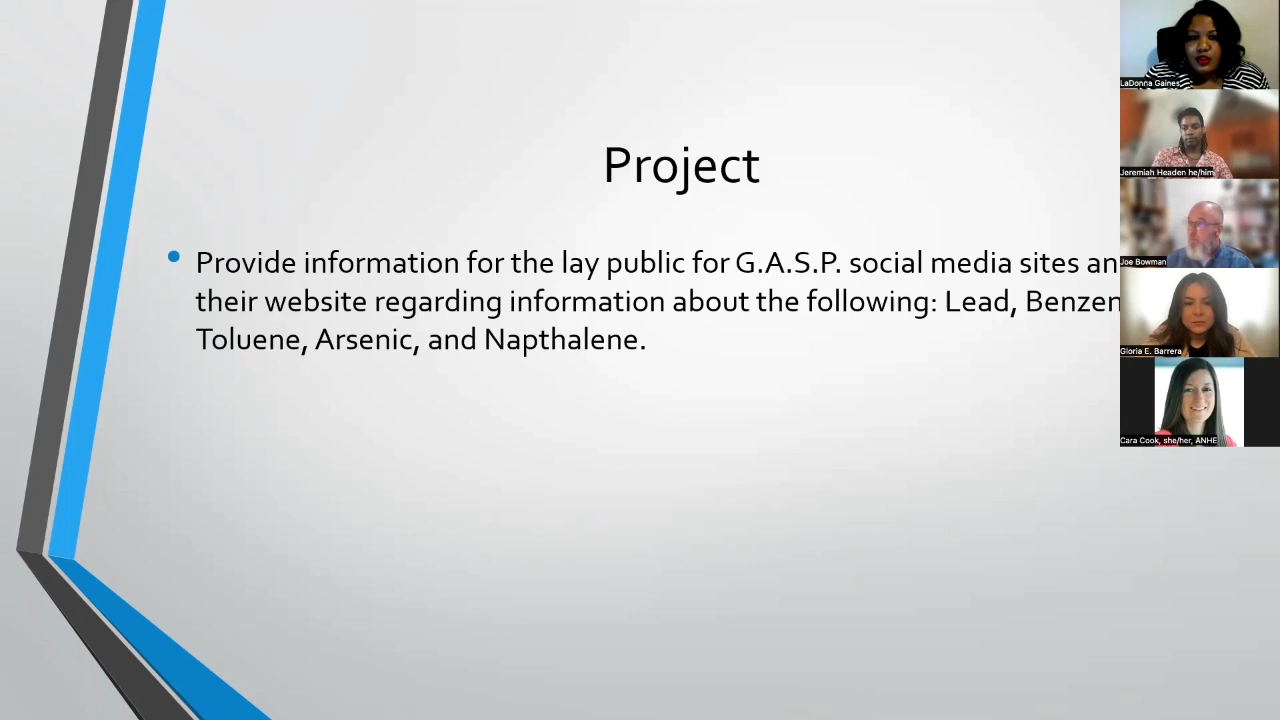 Project
Provide information for the lay public for G.A.S.P. social media sites an
their website regarding information about the following: Lead, Benzen
Toluene, Arsenic, and Napthalene.
LaDonna Gaines
Jeremiah Headen he/him
Joe Bowman
Gloria E. Barrera
Cara Cook, she/her, ANHE